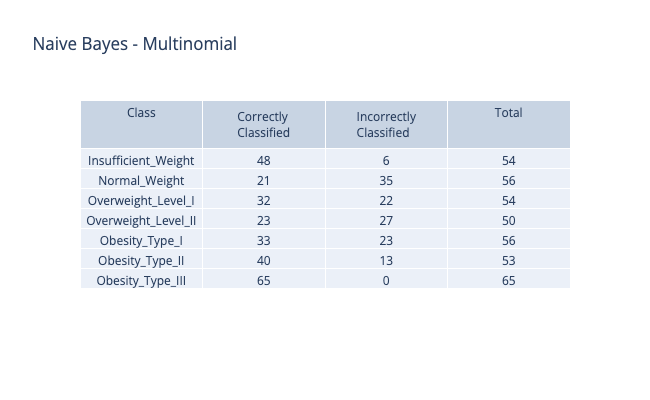 Naive Bayes - Multinomial
Class Correctly Classified Incorrectly Classified Total
Insufficient_Weight 48 6 54
Normal_Weight 21 35 56
Overweight_Level_I 32 22 54
Overweight_Level_II 23 27 50
Obesity_Type_I 33 23 56
Obesity_Type_II 40 13 53
Obesity_Type_III 65 0 65